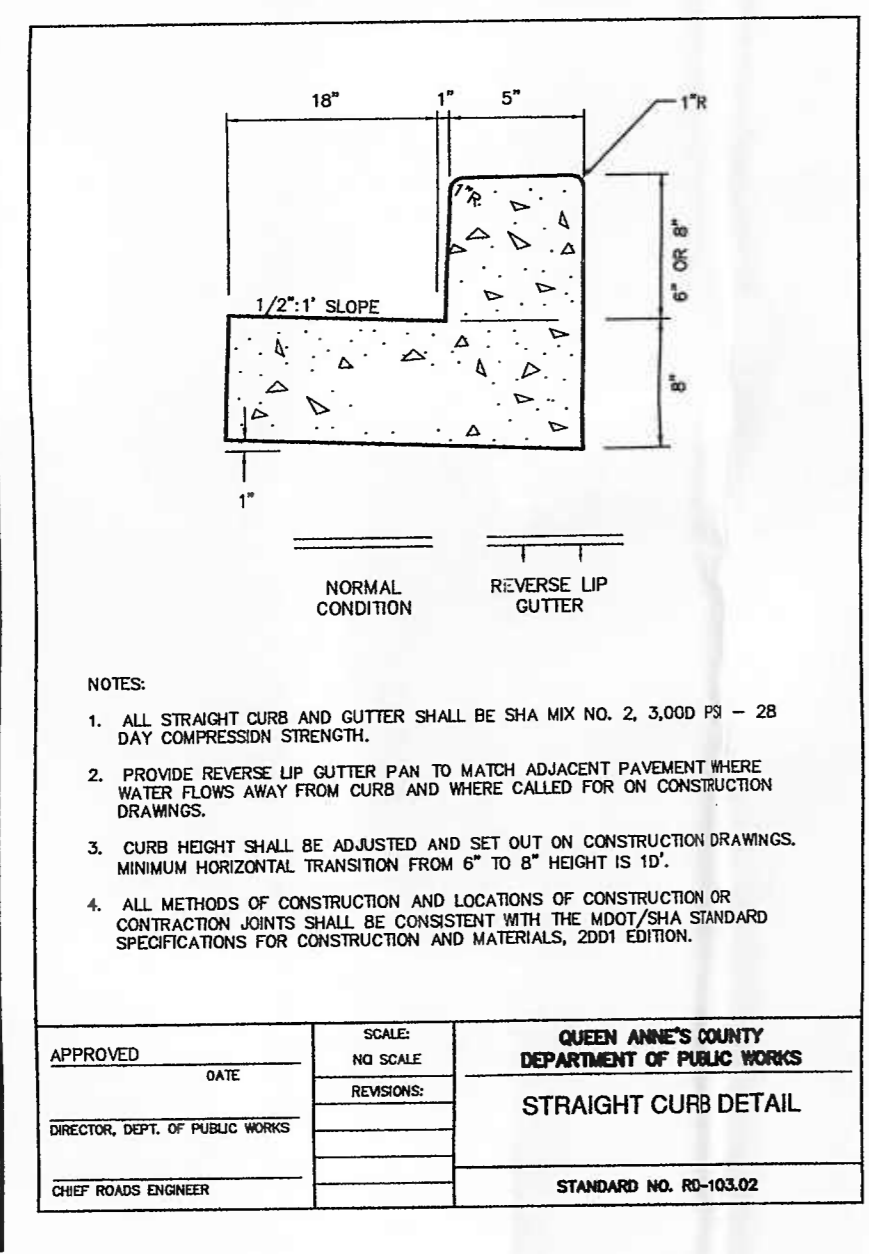 18" 1" 5"
1"R
1"R.
6" OR 8"
1/2":1' SLOPE
8"
1"
NORMAL
CONDITION
REVERSE LIP
GUTTER
NOTES:
1. ALL STRAIGHT CURB AND GUTTER SHALL BE SHA MIX NO. 2, 3,000 PSI – 28
DAY COMPRESSION STRENGTH.
2. PROVIDE REVERSE LIP GUTTER PAN TO MATCH ADJACENT PAVEMENT WHERE
WATER FLOWS AWAY FROM CURB AND WHERE CALLED FOR ON CONSTRUCTION
DRAWINGS.
3. CURB HEIGHT SHALL BE ADJUSTED AND SET OUT ON CONSTRUCTION DRAWINGS.
MINIMUM HORIZONTAL TRANSITION FROM 6" TO 8" HEIGHT IS 10'.
4. ALL METHODS OF CONSTRUCTION AND LOCATIONS OF CONSTRUCTION OR
CONTRACTION JOINTS SHALL BE CONSISTENT WITH THE MDOT/SHA STANDARD
SPECIFICATIONS FOR CONSTRUCTION AND MATERIALS, 2001 EDITION.
APPROVED
DATE
DIRECTOR, DEPT. OF PUBLIC WORKS
CHIEF ROADS ENGINEER
SCALE:
NO SCALE
REVISIONS:
QUEEN ANNE'S COUNTY
DEPARTMENT OF PUBLIC WORKS
STRAIGHT CURB DETAIL
STANDARD NO. RD-103.02